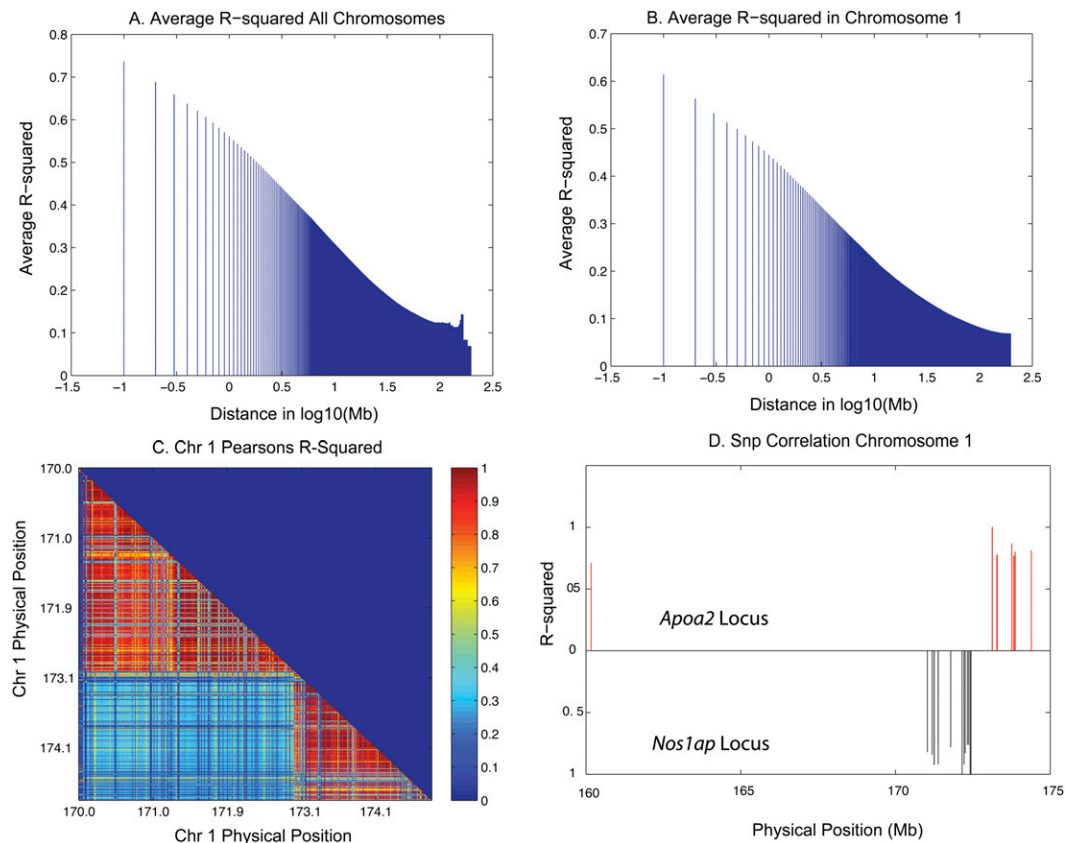 A. Average R−squared All Chromosomes
Average R−squared
0.8
0.7
0.6
0.5
0.4
0.3
0.2
0.1
0
−1.5 −1 −0.5 0 0.5 1 1.5 2 2.5
Distance in log10(Mb)
B. Average R−squared in Chromosome 1
Average R−squared
0.7
0.6
0.5
0.4
0.3
0.2
0.1
0
−1.5 −1 −0.5 0 0.5 1 1.5 2 2.5
Distance in log10(Mb)
C. Chr 1 Pearsons R-Squared
Chr 1 Physical Position
170.0
171.0
171.9
173.1
174.1
170.0 171.0 171.9 173.1 174.1
Chr 1 Physical Position
1
0.9
0.8
0.7
0.6
0.5
0.4
0.3
0.2
0.1
0
D. Snp Correlation Chromosome 1
R−squared
1
05
0
0. 5
1
Apoa2 Locus
Nos1ap Locus
160 165 170 175
Physical Position (Mb)